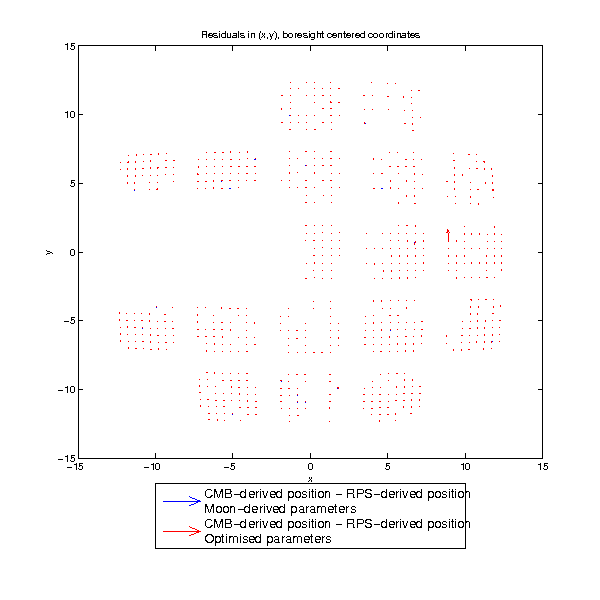 Residuals in (x,y), boresight centered coordinates
15
10
5
0
−5
−10
−15
y
−15 −10 −5 0 5 10 15
x
CMB−derived position − RPS−derived position
Moon−derived parameters
CMB−derived position − RPS−derived position
Optimised parameters